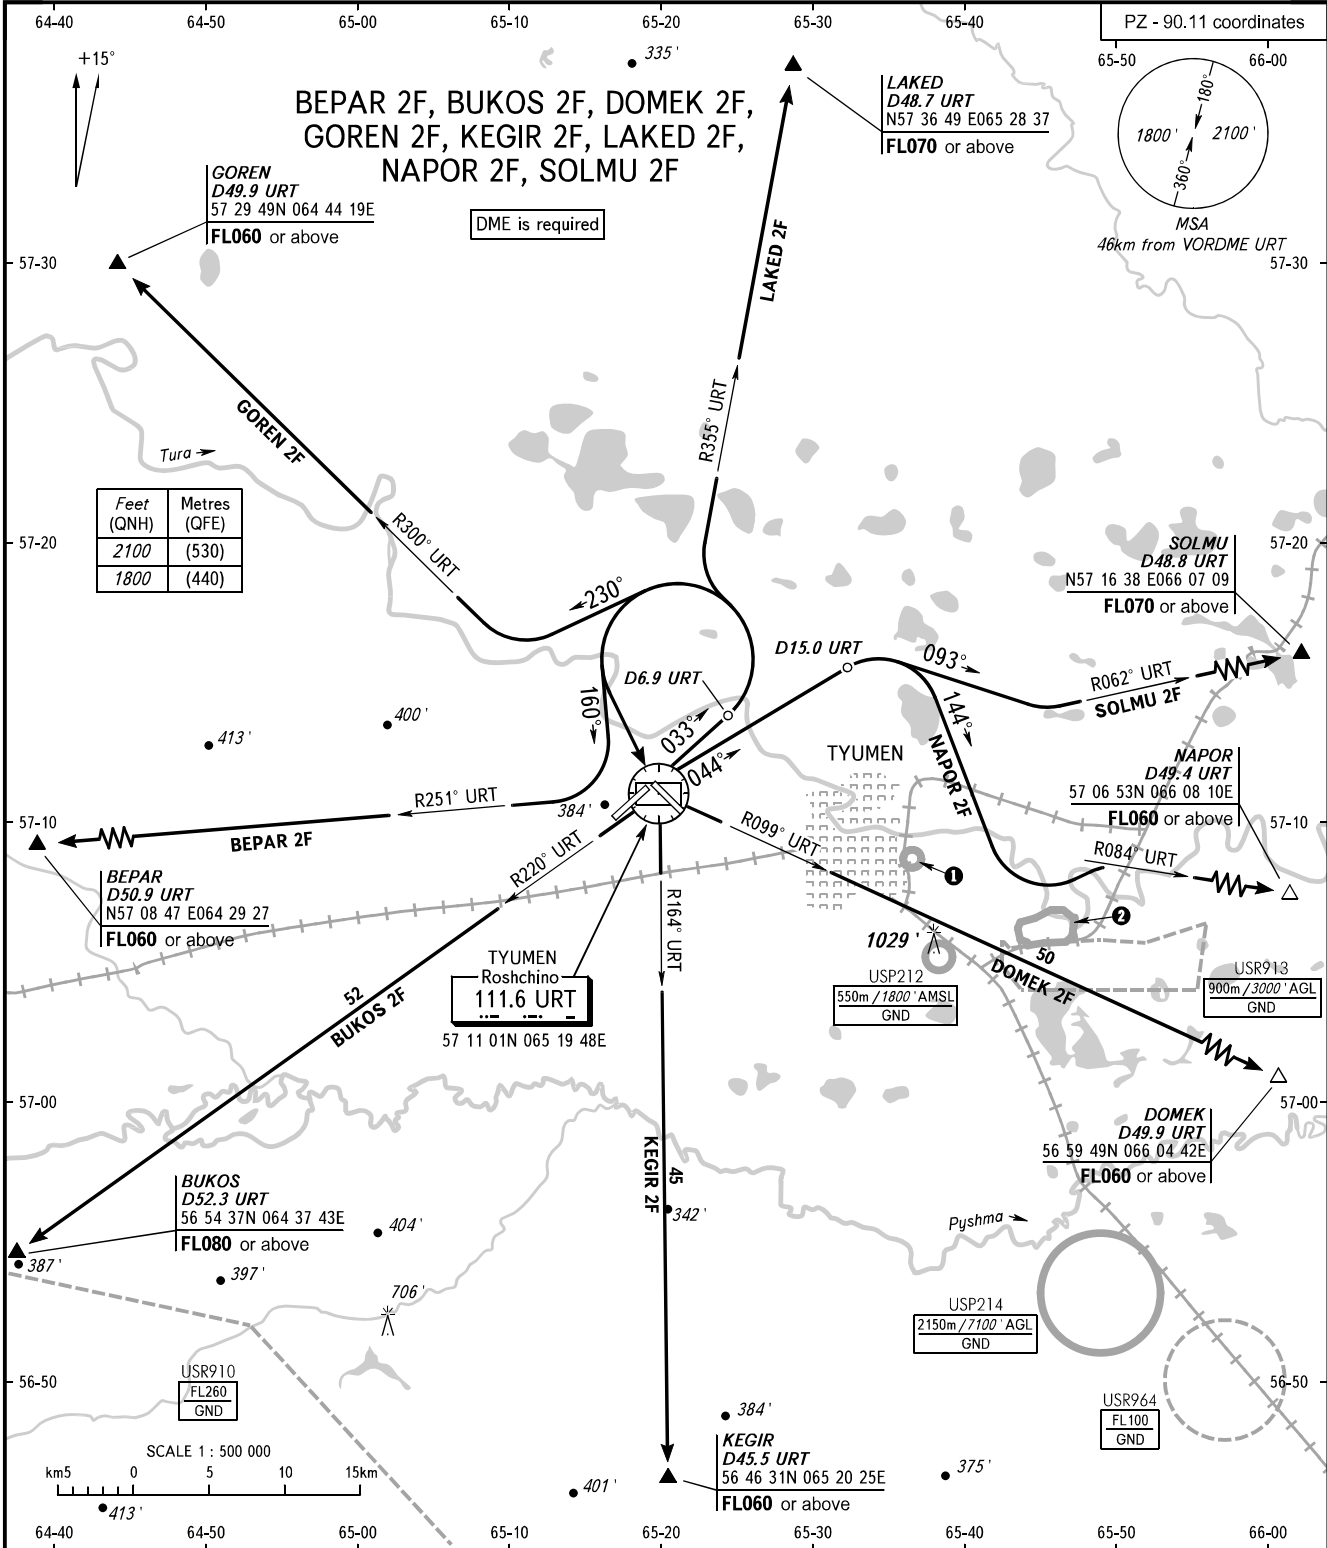 64-40
64-50
65-00
65-10
65-20
65-30
65-40
PZ - 90.11 coordinates
65-50
66-00
+15°
335'
BEPAR 2F, BUKOS 2F, DOMEK 2F,
GOREN 2F, KEGIR 2F, LAKED 2F,
NAPOR 2F, SOLMU 2F
DME is required
LAKED
D48.7 URT
N57 36 49 E065 28 37
FL070 or above
180°
1800'
2100'
360°
MSA
46km from VORDME URT
GOREN
D49.9 URT
57 29 49N 064 44 19E
FL060 or above
57-30
57-30
LAKED 2F
R355° URT
GOREN 2F
R300° URT
Tura
Feet
(QNH)
Metres
(QFE)
2100
(530)
1800
(440)
57-20
57-20
SOLMU
D48.8 URT
N57 16 38 E066 07 09
FL070 or above
230°
D15.0 URT
093°
R062° URT
SOLMU 2F
D6.9 URT
160°
033°
044°
144°
NAPOR 2F
400'
413'
TYUMEN
NAPOR
D49.4 URT
57 06 53N 066 08 10E
FL060 or above
384'
R251° URT
BEPAR 2F
57-10
57-10
R220° URT
R099° URT
R084° URT
1
2
BEPAR
D50.9 URT
N57 08 47 E064 29 27
FL060 or above
R164° URT
1029'
50
DOMEK 2F
TYUMEN
Roshchino
111.6 URT
57 11 01N 065 19 48E
USP212
550m / 1800' AMSL
GND
USR913
900m / 3000' AGL
GND
52
BUKOS 2F
57-00
57-00
DOMEK
D49.9 URT
56 59 49N 066 04 42E
FL060 or above
45
KEGIR 2F
BUKOS
D52.3 URT
56 54 37N 064 37 43E
FL080 or above
342'
404'
387'
397'
706'
Pyshma
USP214
2150m / 7100' AGL
GND
USR910
FL260
GND
56-50
56-50
USR964
FL100
GND
384'
KEGIR
D45.5 URT
56 46 31N 065 20 25E
FL060 or above
375'
401'
SCALE 1 : 500 000
km5
0
5
10
15km
413'
64-40
64-50
65-00
65-10
65-20
65-30
65-40
65-50
66-00